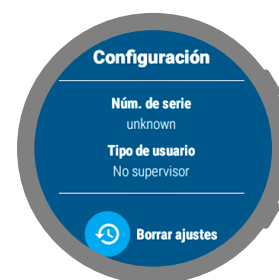 Configuración
Núm. de serie
unknown
Tipo de usuario
No supervisor
Borrar ajustes